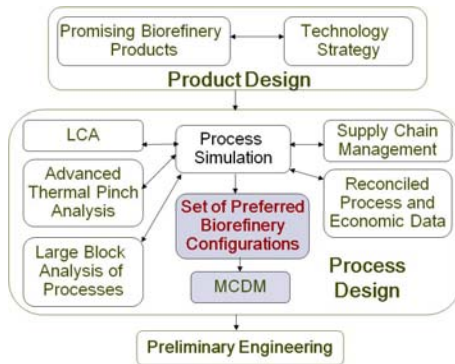 Promising Biorefinery
Products
Technology
Strategy
Product Design
LCA
Process
Simulation
Supply Chain
Management
Advanced
Thermal Pinch
Analysis
Reconciled
Process and
Economic Data
Set of Preferred
Biorefinery
Configurations
Large Block
Analysis of
Processes
MCDM
Process
Design
Preliminary Engineering